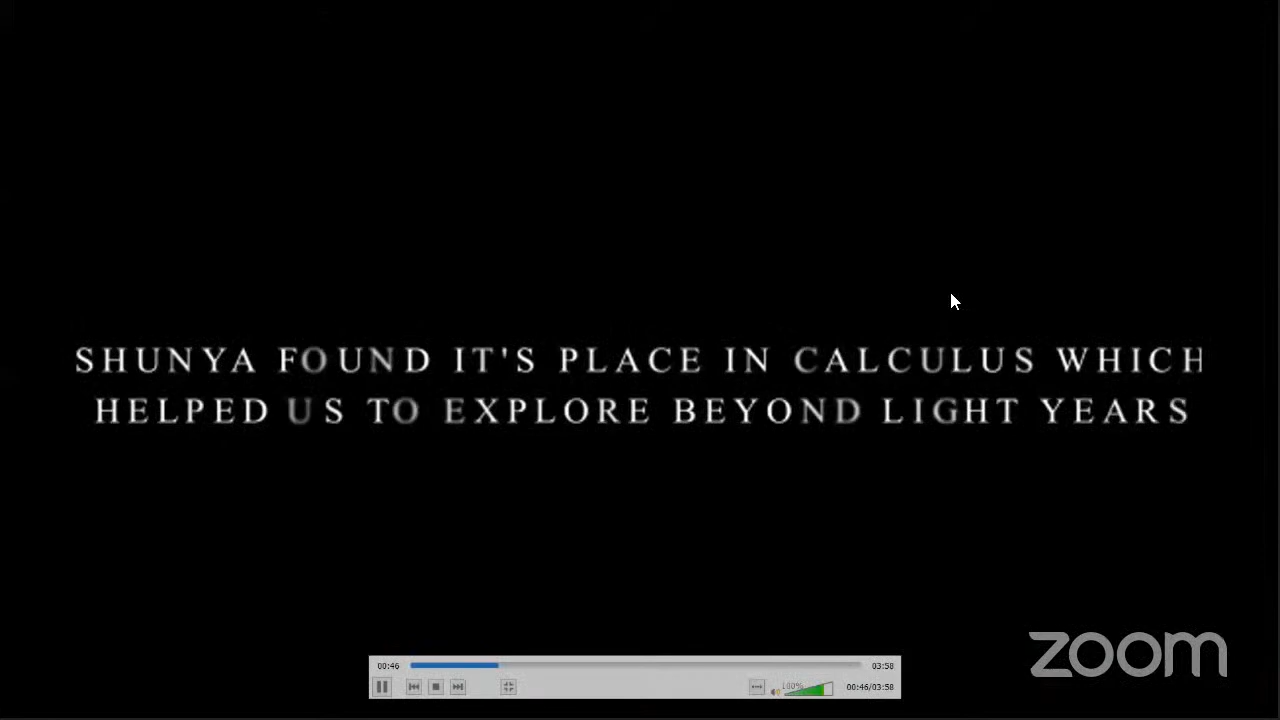 SHUNYA FOUND IT'S PLACE IN CALCULUS WHICH
HELPED US TO EXPLORE BEYOND LIGHT YEARS
zoom
00:46
03:58
100%
00:46/03:58